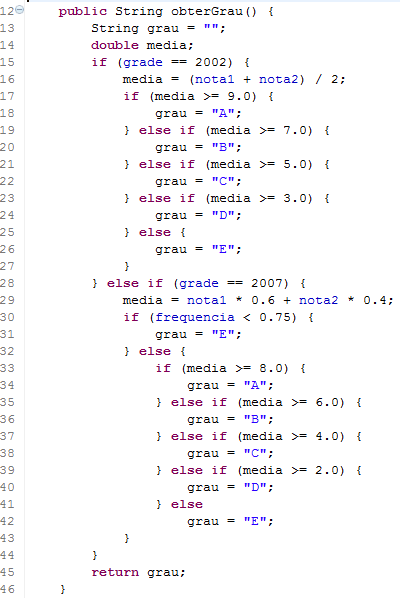 12 public String obterGrau() {
13     String grau = "";
14     double media;
15     if (grade == 2002) {
16         media = (nota1 + nota2) / 2;
17         if (media >= 9.0) {
18             grau = "A";
19         } else if (media >= 7.0) {
20             grau = "B";
21         } else if (media >= 5.0) {
22             grau = "C";
23         } else if (media >= 3.0) {
24             grau = "D";
25         } else {
26             grau = "E";
27         }
28     } else if (grade == 2007) {
29         media = nota1 * 0.6 + nota2 * 0.4;
30         if (frequencia < 0.75) {
31             grau = "E";
32         } else {
33             if (media >= 8.0) {
34                 grau = "A";
35             } else if (media >= 6.0) {
36                 grau = "B";
37             } else if (media >= 4.0) {
38                 grau = "C";
39             } else if (media >= 2.0) {
40                 grau = "D";
41             } else
42                 grau = "E";
43         }
44     }
45     return grau;
46 }